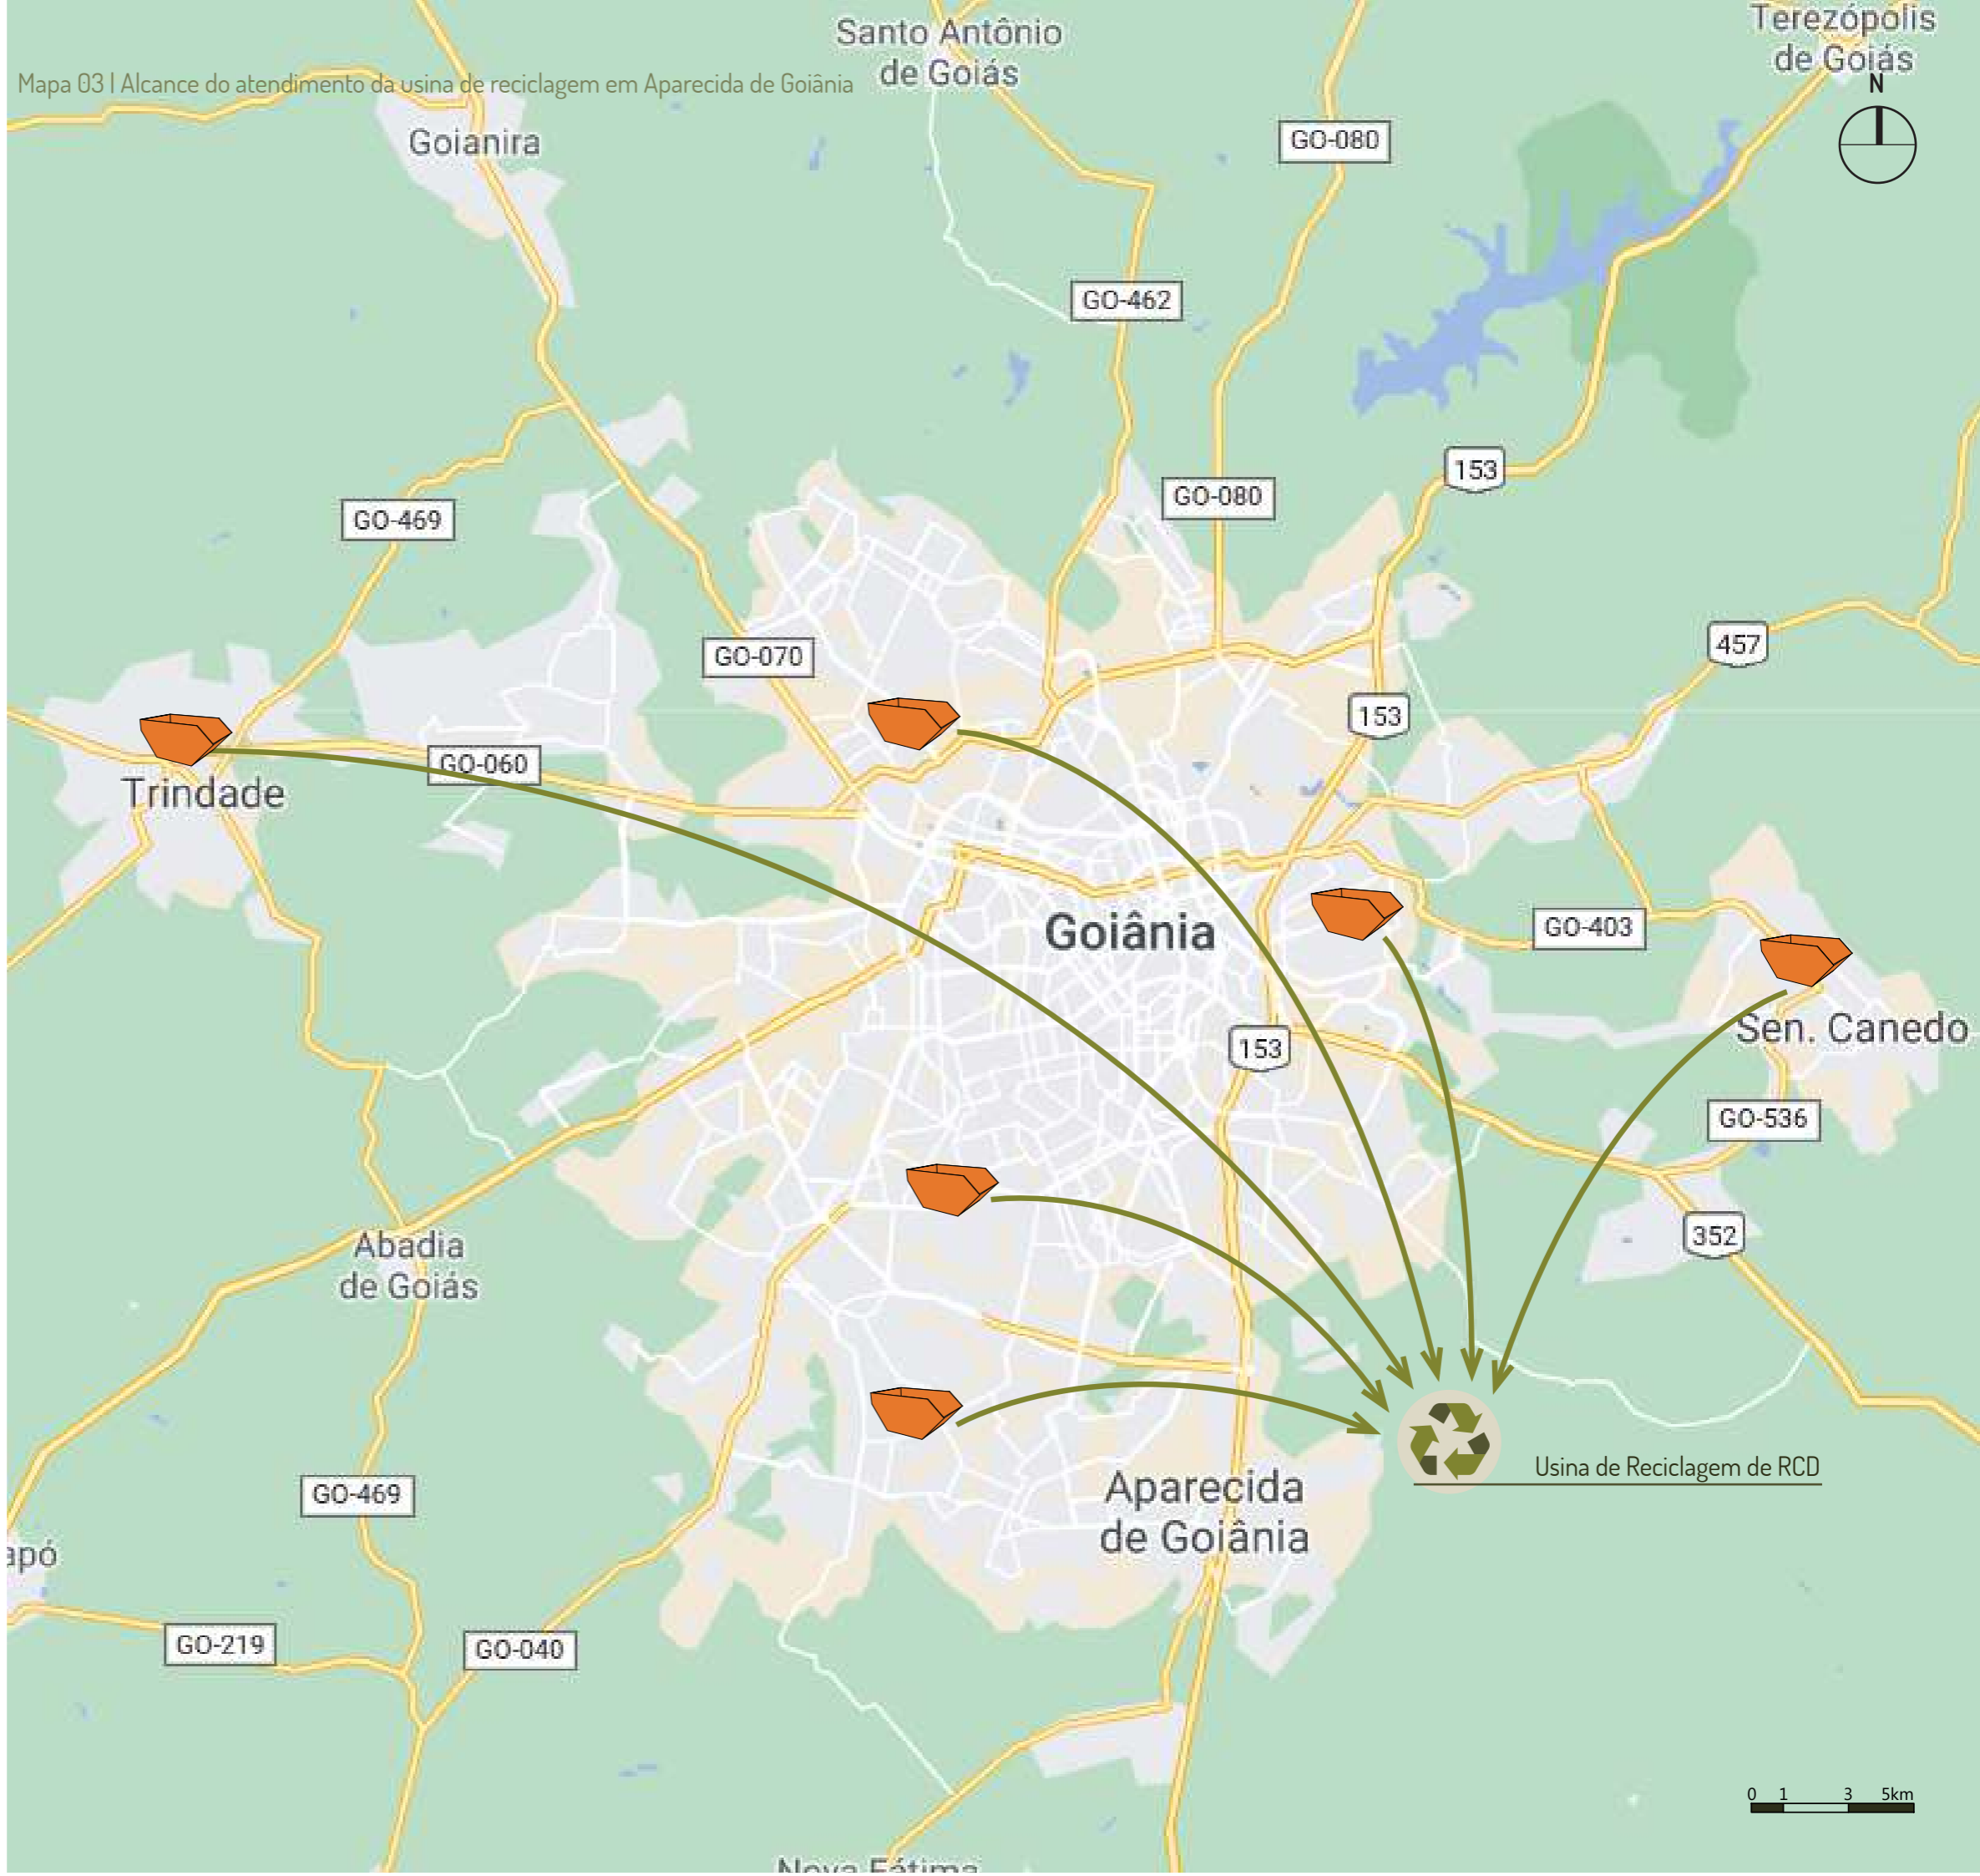 Santo Antônio
de Goiás
Terezópolis
de Goiás
Mapa 03 | Alcance do atendimento da usina de reciclagem em Aparecida de Goiânia
N
Goianira
GO-080
GO-462
153
GO-080
GO-469
457
GO-070
153
GO-060
Trindade
Goiânia
GO-403
Sen. Canedo
153
GO-536
352
Abadia
de Goiás
Usina de Reciclagem de RCD
Aparecida
de Goiânia
GO-469
apó
GO-219
GO-040
0 1 3 5km
Nova Fátima